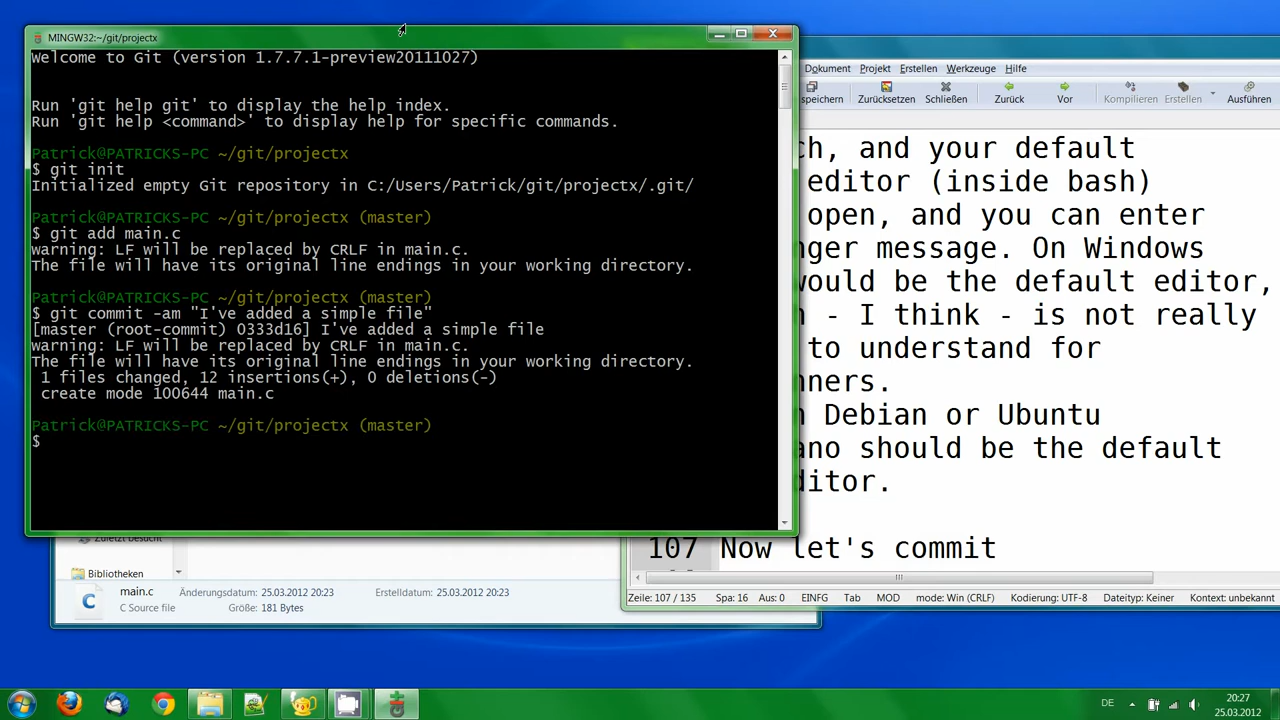 MINGW32:~/git/projectx
Welcome to Git (version 1.7.7.1-preview20111027)
Run 'git help git' to display the help index.
Run 'git help <command>' to display help for specific commands.
Patrick@PATRICKS-PC ~/git/projectx
$ git init
Initialized empty Git repository in C:/Users/Patrick/git/projectx/.git/
Patrick@PATRICKS-PC ~/git/projectx (master)
$ git add main.c
warning: LF will be replaced by CRLF in main.c.
The file will have its original line endings in your working directory.
Patrick@PATRICKS-PC ~/git/projectx (master)
$ git commit -am "I've added a simple file"
[master (root-commit) 0333d16] I've added a simple file
warning: LF will be replaced by CRLF in main.c.
The file will have its original line endings in your working directory.
 1 files changed, 12 insertions(+), 0 deletions(-)
 create mode 100644 main.c
Patrick@PATRICKS-PC ~/git/projectx (master)
$
Dokument Projekt Erstellen Werkzeuge Hilfe
speichern Zurücksetzen Schließen Zurück Vor Kompilieren Erstellen Ausführen
ch, and your default
editor (inside bash)
open, and you can enter
nger message. On Windows
would be the default editor,
n - I think - is not really
to understand for
nners.
n Debian or Ubuntu
ano should be the default
ditor.
107 Now let's commit
Zeile: 107 / 135 Spa: 16 Aus: 0 EINFG Tab MOD mode: Win (CRLF) Kodierung: UTF-8 Dateityp: Keiner Kontext: unbekannt
Zuletzt besucht
Bibliotheken
main.c Änderungsdatum: 25.03.2012 20:23 Erstelldatum: 25.03.2012 20:23
C Source file Größe: 181 Bytes
C
DE
20:27
25.03.2012